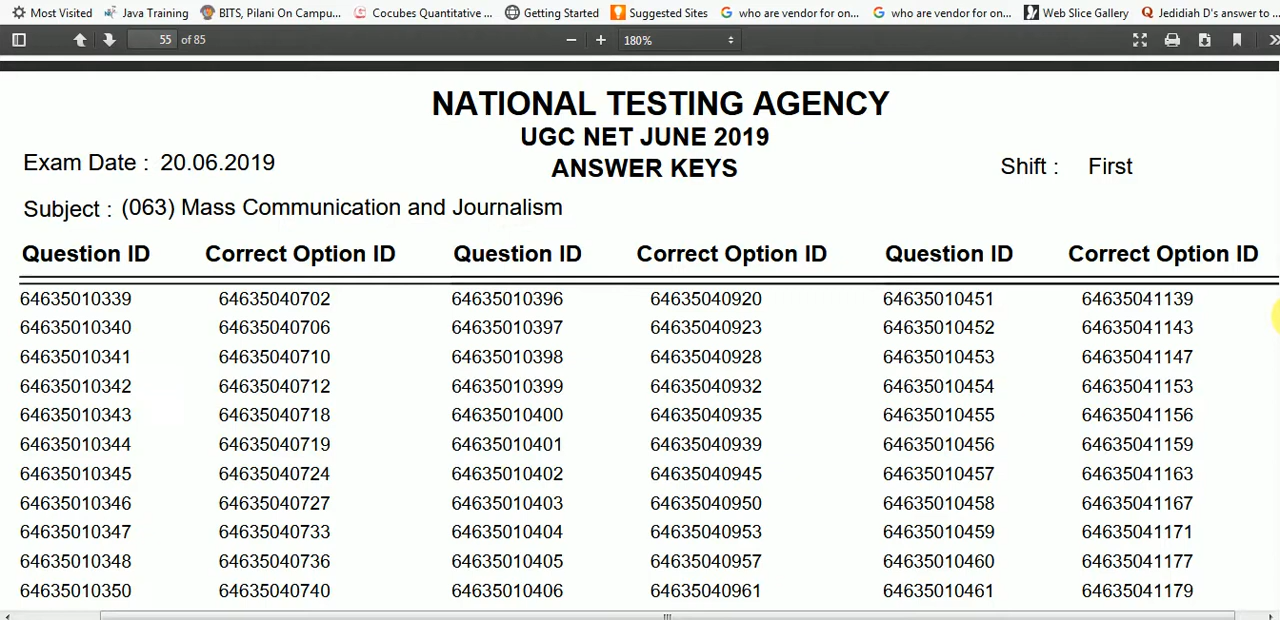 Most Visited Java Training BITS, Pilani On Campu... Cocubes Quantitative ... Getting Started Suggested Sites who are vendor for on... who are vendor for on... Web Slice Gallery Jedidiah D's answer to ...
55 of 85 180%
NATIONAL TESTING AGENCY
UGC NET JUNE 2019
Exam Date : 20.06.2019 ANSWER KEYS Shift : First
Subject : (063) Mass Communication and Journalism
Question ID Correct Option ID Question ID Correct Option ID Question ID Correct Option ID
64635010339 64635040702 64635010396 64635040920 64635010451 64635041139
64635010340 64635040706 64635010397 64635040923 64635010452 64635041143
64635010341 64635040710 64635010398 64635040928 64635010453 64635041147
64635010342 64635040712 64635010399 64635040932 64635010454 64635041153
64635010343 64635040718 64635010400 64635040935 64635010455 64635041156
64635010344 64635040719 64635010401 64635040939 64635010456 64635041159
64635010345 64635040724 64635010402 64635040945 64635010457 64635041163
64635010346 64635040727 64635010403 64635040950 64635010458 64635041167
64635010347 64635040733 64635010404 64635040953 64635010459 64635041171
64635010348 64635040736 64635010405 64635040957 64635010460 64635041177
64635010350 64635040740 64635010406 64635040961 64635010461 64635041179